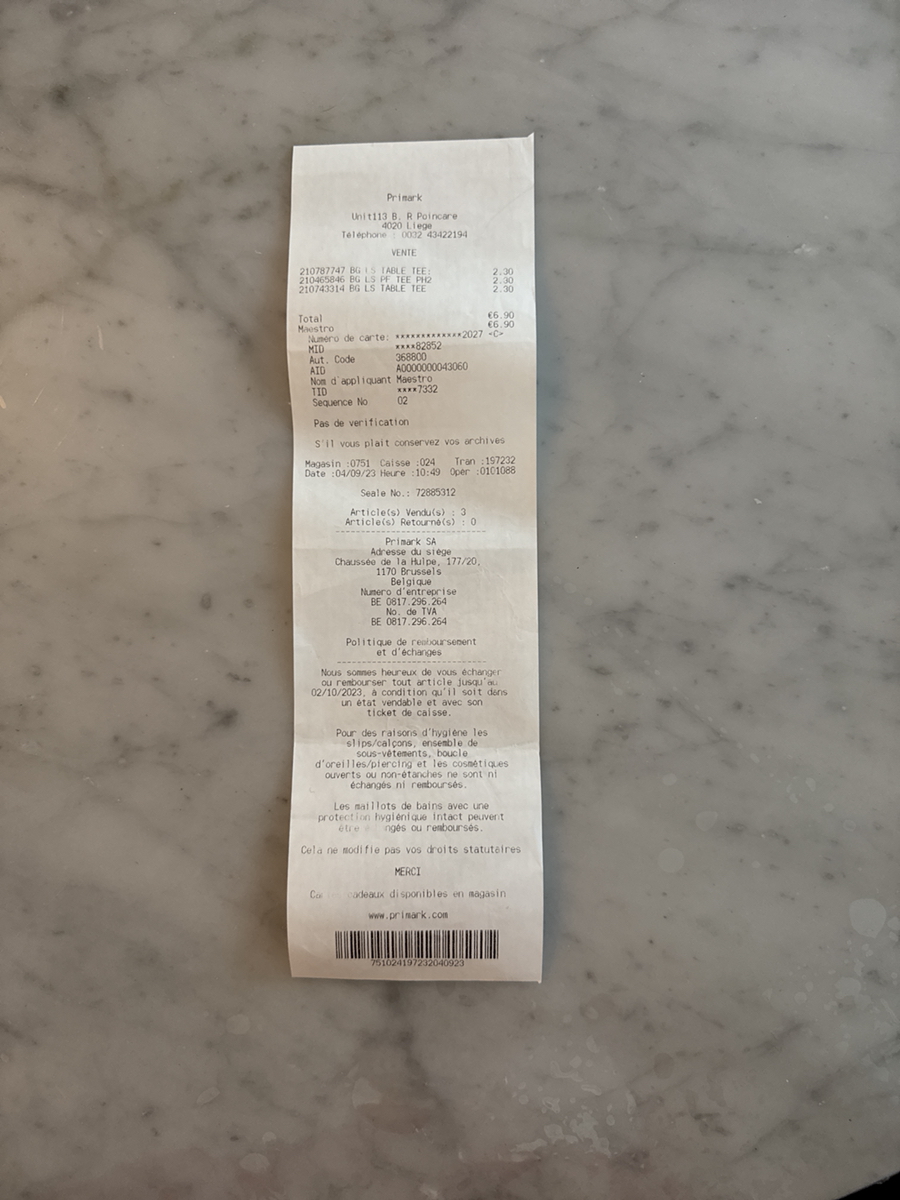 Primark
Unit113 B. R Poincare
4020 Liege
Téléphone : 0032 43422194
VENTE
210787747 BG LS TABLE TEE: 2.30
210465846 BG LS PF TEE PH2 2.30
210743314 BG LS TABLE TEE 2.30
Total €6.90
Maestro €6.90
Numero de carte: *************2027 <C>
MID ****82852
Aut. Code 368800
AID A0000000043060
Nom d'appliquant Maestro
TID ****7332
Sequence No 02
Pas de verification
S'il vous plait conservez vos archives
Magasin :0751 Caisse :024 Tran :197232
Date :04/09/23 Heure :10:49 Oper :0101088
Seale No.: 72885312
Article(s) Vendu(s) : 3
Article(s) Retourné(s) : 0
Primark SA
Adresse du siège
Chaussée de la Hulpe, 177/20,
1170 Brussels
Belgique
Numero d'entreprise
BE 0817.296.264
No. de TVA
BE 0817.296.264
Politique de remboursement
et d'échanges
Nous sommes heureux de vous échanger
ou rembourser tout article jusqu'au
02/10/2023, à condition qu'il soit dans
un état vendable et avec son
ticket de caisse.
Pour des raisons d'hygiène les
slips/calçons, ensemble de
sous-vêtements, boucle
d'oreilles/piercing et les cosmétiques
ouverts ou non-étanches ne sont ni
échangés ni remboursés.
Les maillots de bains avec une
protection hygiénique intact peuvent
être ou remboursés.
Cela ne modifie pas vos droits statutaires
MERCI
disponibles en magasin
www.primark.com
751024197232040923